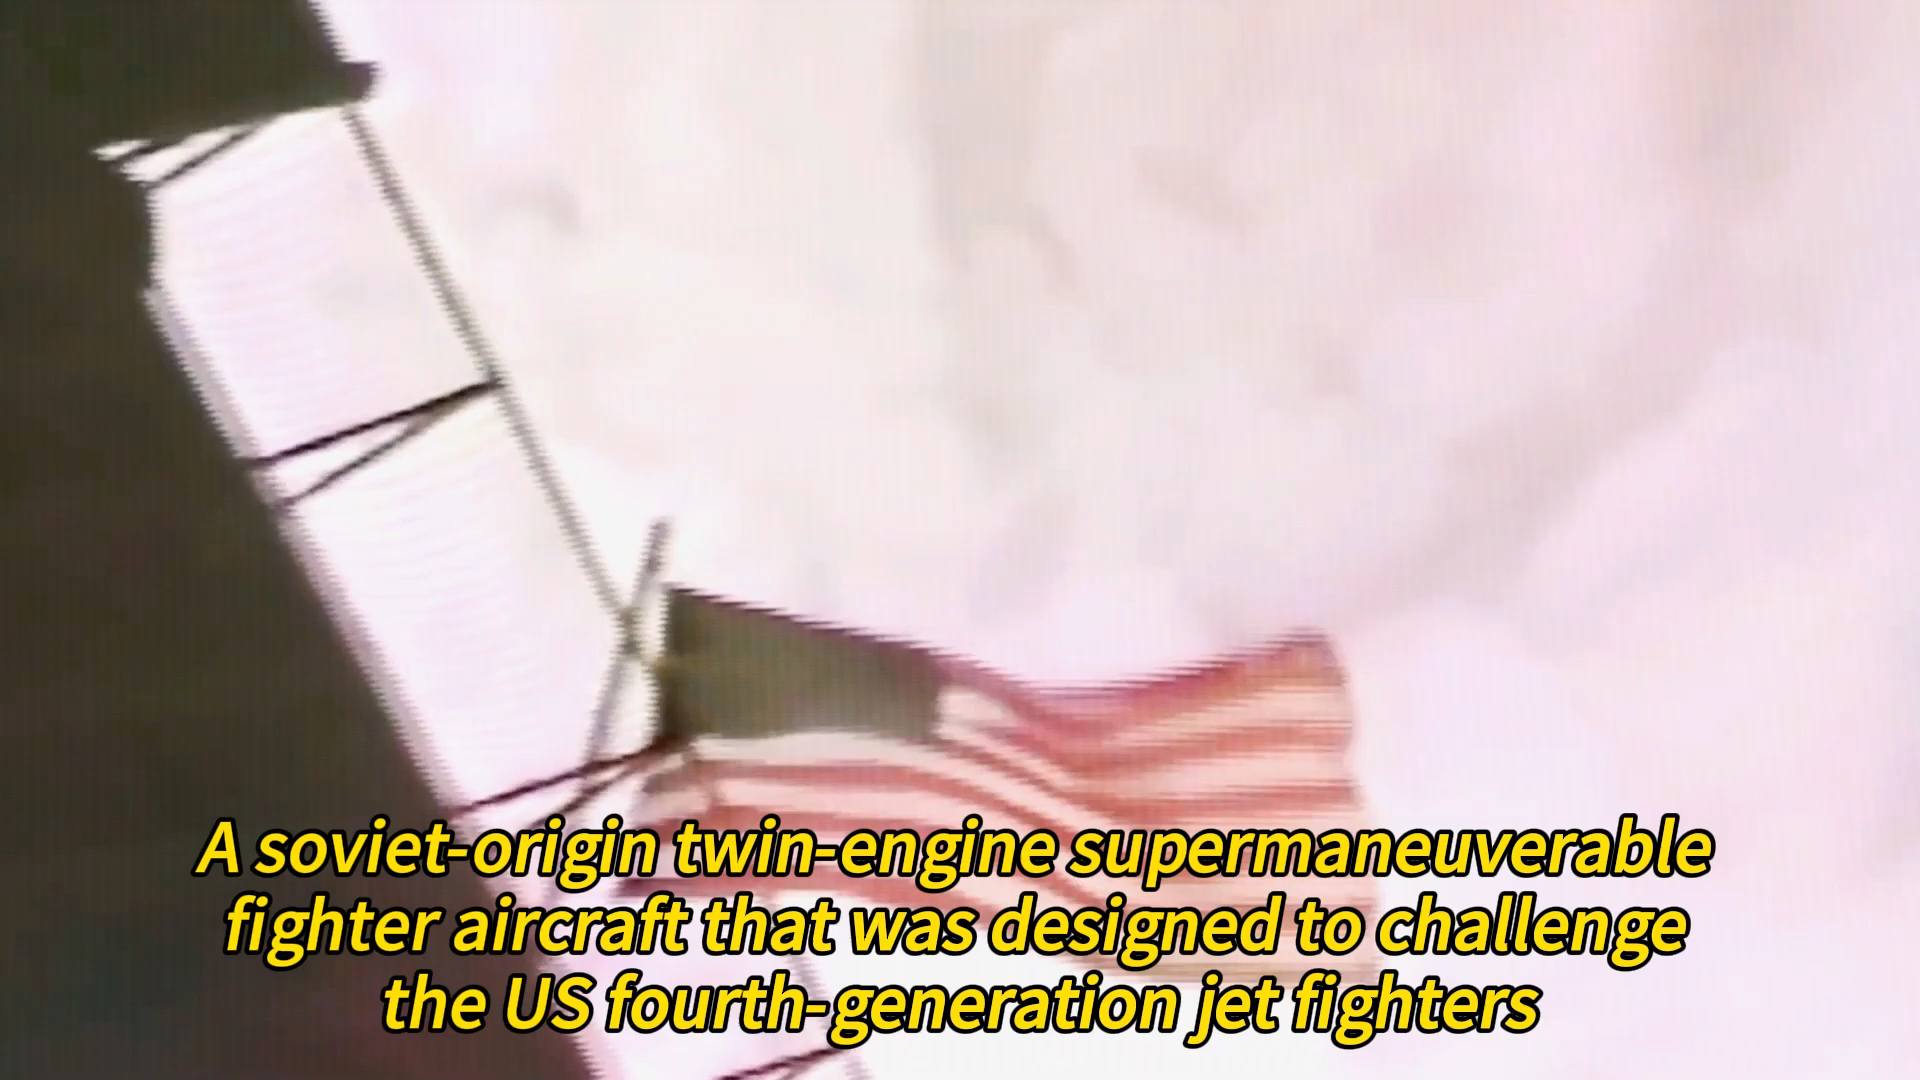 A soviet-origin twin-engine supermaneuverable
fighter aircraft that was designed to challenge
the US fourth-generation jet fighters